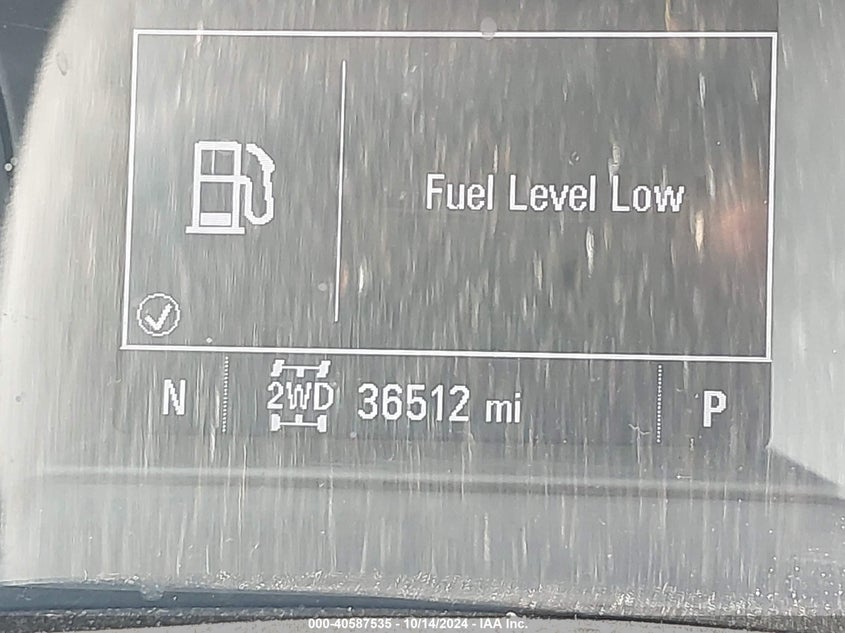 Fuel Level Low
N 2WD 36512 mi P
000-40587535 - 10/14/2024 - IAA Inc.